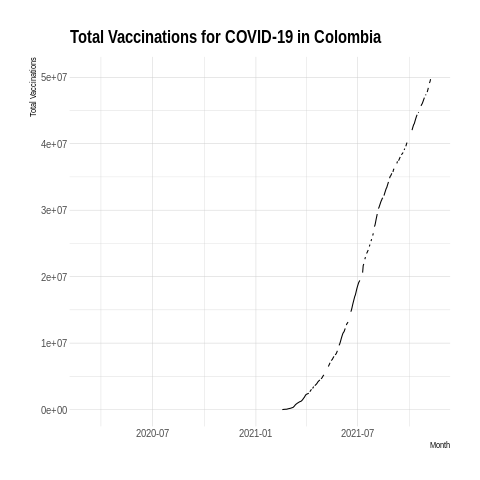 Total Vaccinations for COVID-19 in Colombia
Total Vaccinations
5e+07
4e+07
3e+07
2e+07
1e+07
0e+00
2020-07 2021-01 2021-07
Month